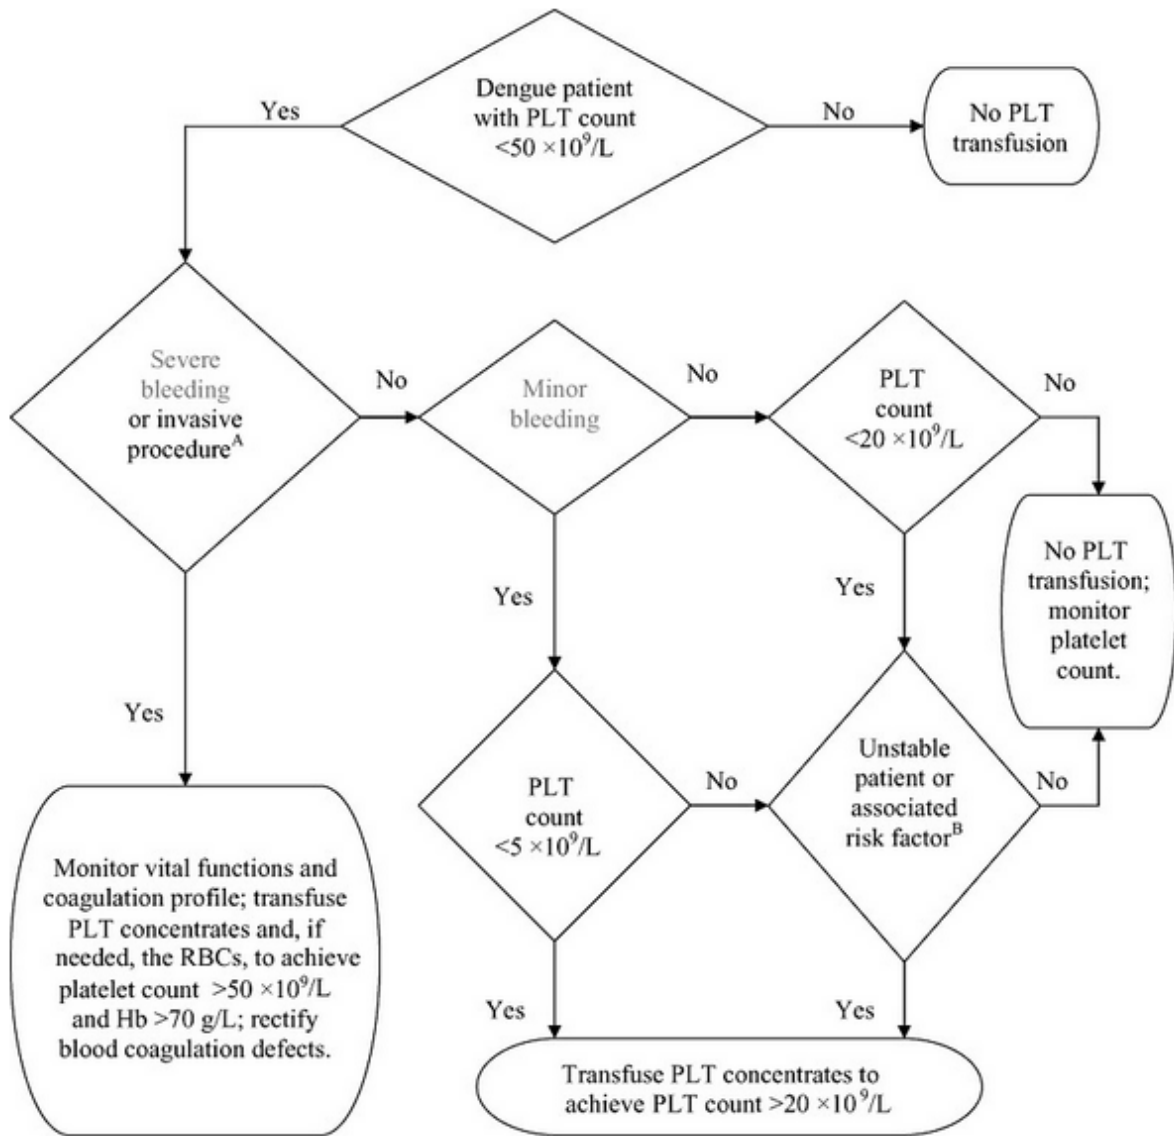 Dengue patient
with PLT count
<50 ×10⁹/L
Yes
No
No PLT
transfusion
Severe
bleeding
or invasive
procedureᴬ
No
Minor
bleeding
No
PLT
count
<20 ×10⁹/L
No
Yes
Yes
Yes
No PLT
transfusion;
monitor
platelet
count.
Monitor vital functions and
coagulation profile; transfuse
PLT concentrates and, if
needed, the RBCs, to achieve
platelet count >50 ×10⁹/L
and Hb >70 g/L; rectify
blood coagulation defects.
PLT
count
<5 ×10⁹/L
No
Unstable
patient or
associated
risk factorᴮ
No
Yes
Yes
Transfuse PLT concentrates to
achieve PLT count >20 ×10⁹/L